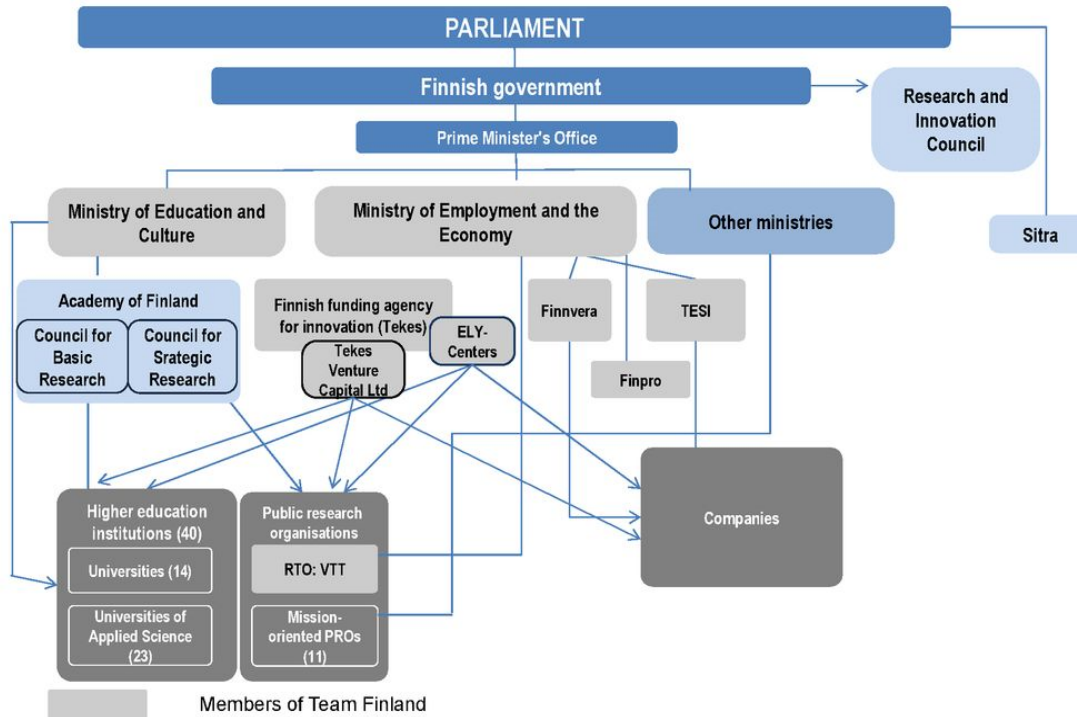 PARLIAMENT
Finnish government
Research and
Innovation
Council
Prime Minister's Office
Ministry of Education and
Culture
Ministry of Employment and the
Economy
Other ministries
Sitra
Academy of Finland
Council for
Basic
Research
Council for
Srategic
Research
Finnish funding agency
for innovation (Tekes)
Tekes
Venture
Capital Ltd
ELY-
Centers
Finnvera
TESI
Finpro
Higher education
institutions (40)
Universities (14)
Universities of
Applied Science
(23)
Public research
organisations
RTO: VTT
Mission-
oriented PROs
(11)
Companies
Members of Team Finland